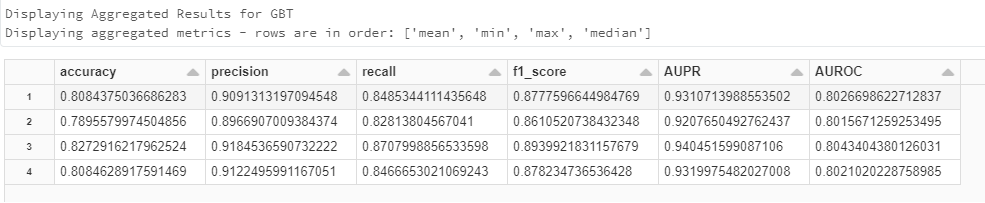 Displaying Aggregated Results for GBT
Displaying aggregated metrics - rows are in order: ['mean', 'min', 'max', 'median']
accuracy precision recall f1_score AUPR AUROC
1 0.8084375036686283 0.9091313197094548 0.8485344111435648 0.8777596644984769 0.9310713988553502 0.8026698622712837
2 0.7895579974504856 0.8966907009384374 0.82813804567041 0.8610520738432348 0.9207650492762437 0.8015671259253495
3 0.8272916217962524 0.9184536590732222 0.8707998856533598 0.8939921831157679 0.940451599087106 0.8043404380126031
4 0.8084628917591469 0.9122495991167051 0.8466653021069243 0.878234736536428 0.9319975482027008 0.8021020228758985